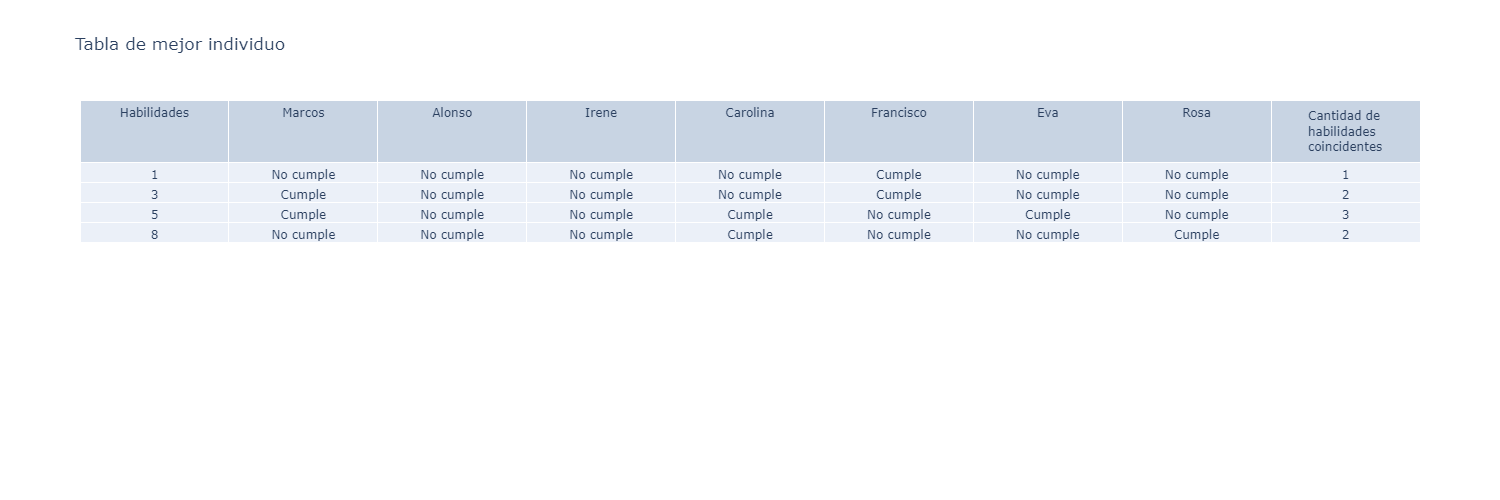 Tabla de mejor individuo
Habilidades Marcos Alonso Irene Carolina Francisco Eva Rosa Cantidad de
habilidades
coincidentes
1 No cumple No cumple No cumple No cumple Cumple No cumple No cumple 1
3 Cumple No cumple No cumple No cumple Cumple No cumple No cumple 2
5 Cumple No cumple No cumple Cumple No cumple Cumple No cumple 3
8 No cumple No cumple No cumple Cumple No cumple No cumple Cumple 2